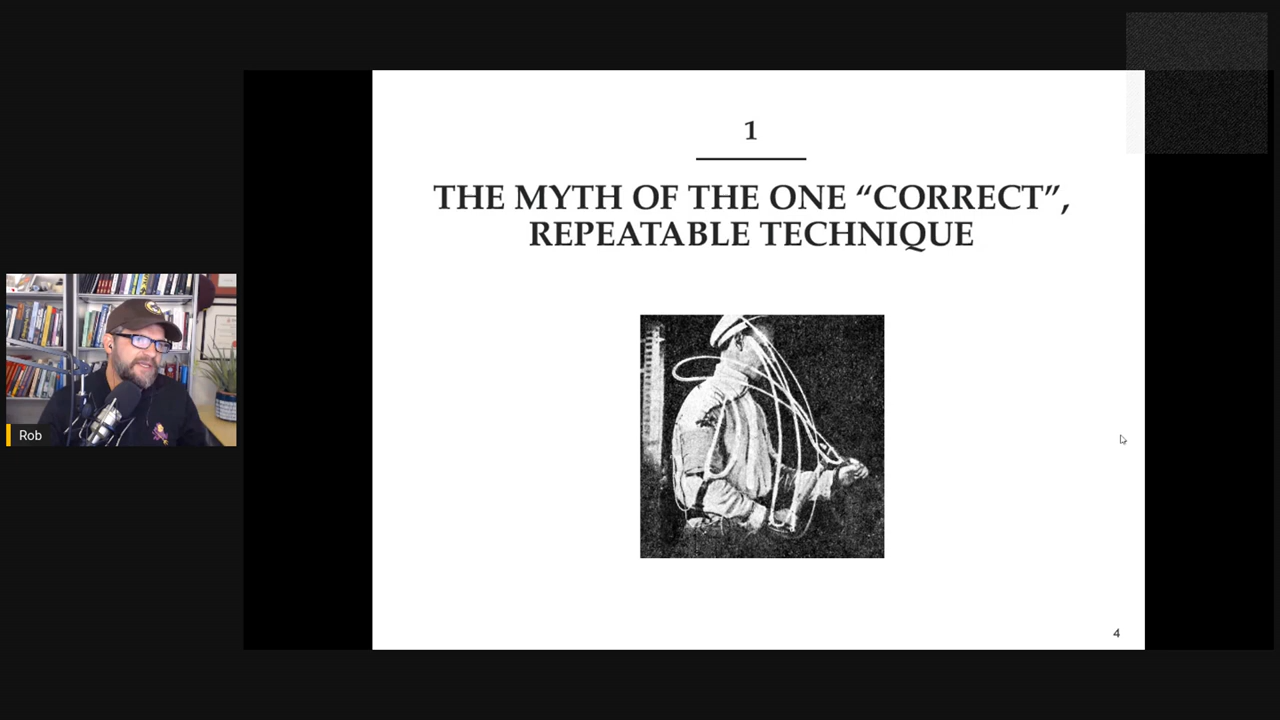 1
THE MYTH OF THE ONE “CORRECT”,
REPEATABLE TECHNIQUE
Rob
4